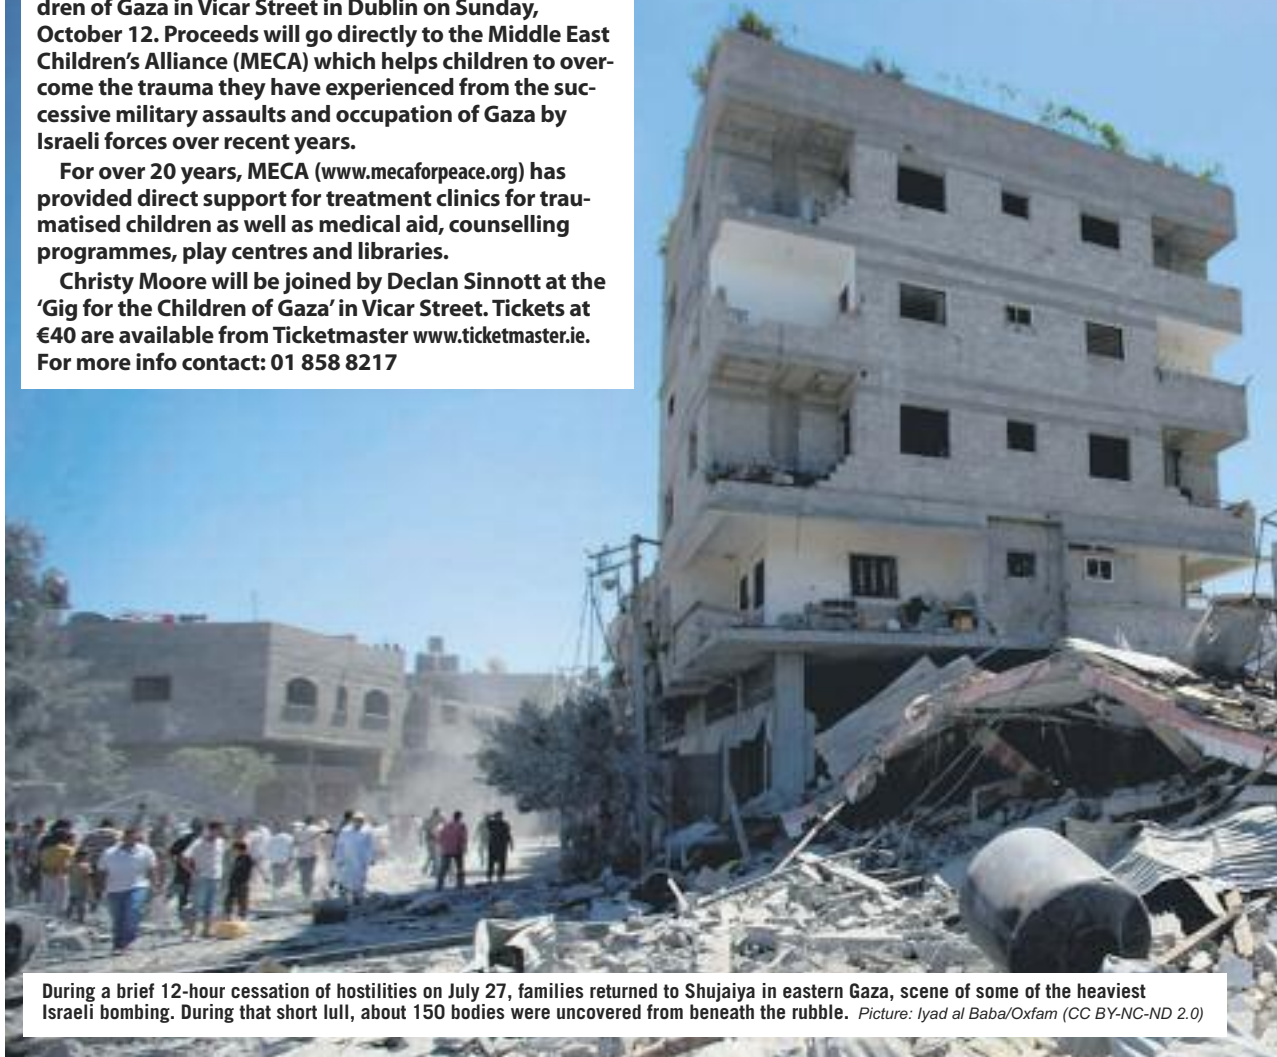 dren of Gaza in Vicar Street in Dublin on Sunday,
October 12. Proceeds will go directly to the Middle East
Children’s Alliance (MECA) which helps children to over-
come the trauma they have experienced from the suc-
cessive military assaults and occupation of Gaza by
Israeli forces over recent years.
For over 20 years, MECA (www.mecaforpeace.org) has
provided direct support for treatment clinics for trau-
matised children as well as medical aid, counselling
programmes, play centres and libraries.
Christy Moore will be joined by Declan Sinnott at the
‘Gig for the Children of Gaza’ in Vicar Street. Tickets at
€40 are available from Ticketmaster www.ticketmaster.ie.
For more info contact: 01 858 8217
During a brief 12-hour cessation of hostilities on July 27, families returned to Shujaiya in eastern Gaza, scene of some of the heaviest
Israeli bombing. During that short lull, about 150 bodies were uncovered from beneath the rubble. Picture: Iyad al Baba/Oxfam (CC BY-NC-ND 2.0)